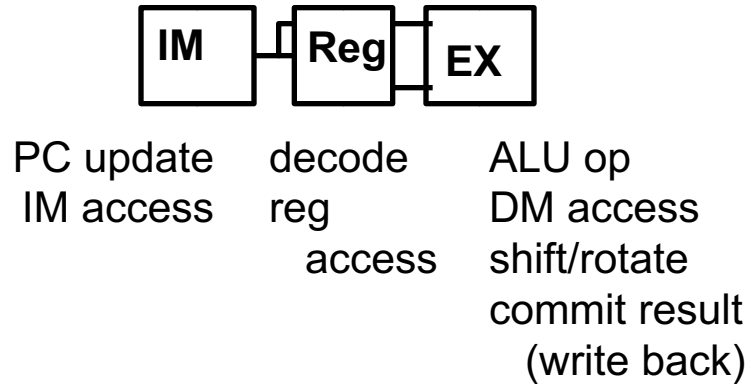 IM Reg EX
PC update decode ALU op
IM access reg DM access
access shift/rotate
commit result
(write back)